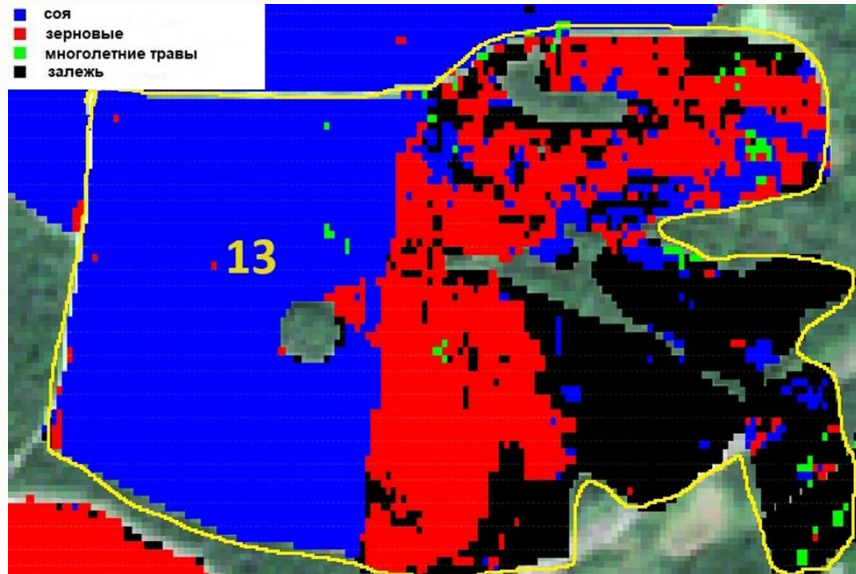 соя
зерновые
многолетние травы
залежь
13